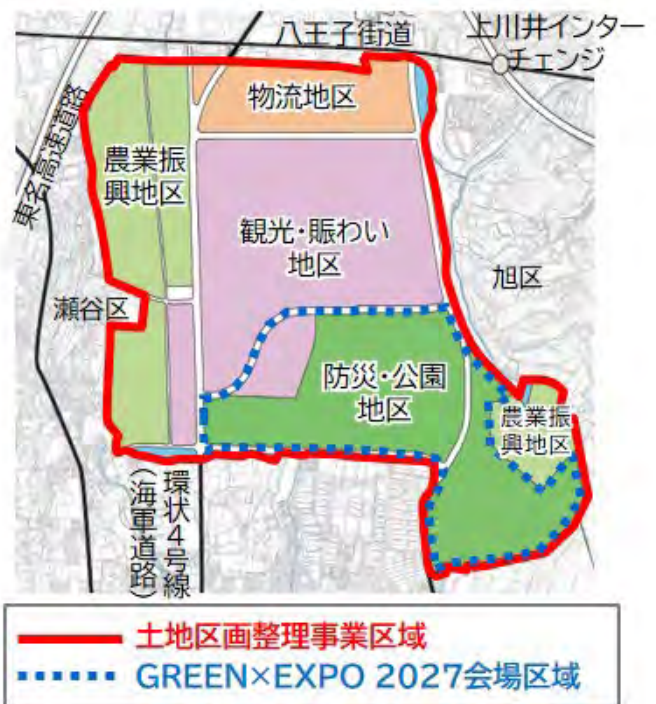 八王子街道
上川井インター
チェンジ
物流地区
東名高速道路
農業振
興地区
観光・賑わい
地区
旭区
瀬谷区
防災・公園
地区
農業振
興地区
環状4号線
(海軍道路)
土地区画整理事業区域
GREEN×EXPO 2027会場区域